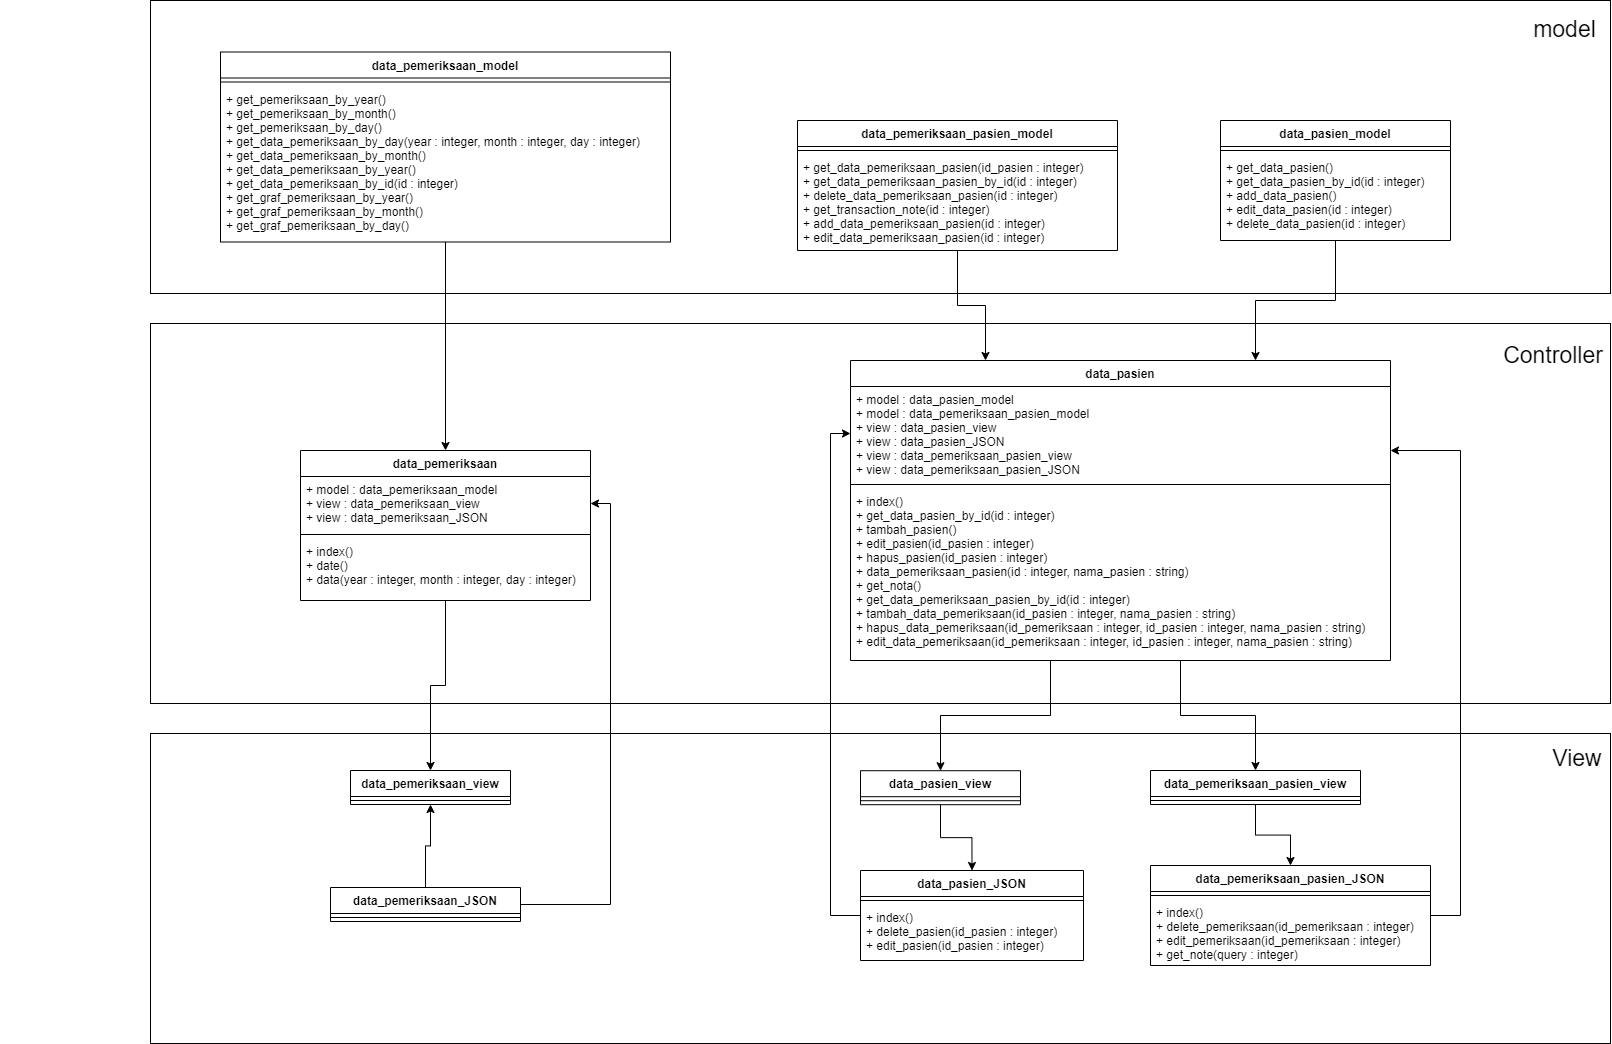 model
data_pemeriksaan_model
+ get_pemeriksaan_by_year()
+ get_pemeriksaan_by_month()
+ get_pemeriksaan_by_day()
+ get_data_pemeriksaan_by_day(year : integer, month : integer, day : integer)
+ get_data_pemeriksaan_by_month()
+ get_data_pemeriksaan_by_year()
+ get_data_pemeriksaan_by_id(id : integer)
+ get_graf_pemeriksaan_by_year()
+ get_graf_pemeriksaan_by_month()
+ get_graf_pemeriksaan_by_day()
data_pemeriksaan_pasien_model
+ get_data_pemeriksaan_pasien(id_pasien : integer)
+ get_data_pemeriksaan_pasien_by_id(id : integer)
+ delete_data_pemeriksaan_pasien(id : integer)
+ get_transaction_note(id : integer)
+ add_data_pemeriksaan_pasien(id : integer)
+ edit_data_pemeriksaan_pasien(id : integer)
data_pasien_model
+ get_data_pasien()
+ get_data_pasien_by_id(id : integer)
+ add_data_pasien()
+ edit_data_pasien(id : integer)
+ delete_data_pasien(id : integer)
Controller
data_pemeriksaan
+ model : data_pemeriksaan_model
+ view : data_pemeriksaan_view
+ view : data_pemeriksaan_JSON
+ index()
+ date()
+ data(year : integer, month : integer, day : integer)
data_pasien
+ model : data_pasien_model
+ model : data_pemeriksaan_pasien_model
+ view : data_pasien_view
+ view : data_pasien_JSON
+ view : data_pemeriksaan_pasien_view
+ view : data_pemeriksaan_pasien_JSON
+ index()
+ get_data_pasien_by_id(id : integer)
+ tambah_pasien()
+ edit_pasien(id_pasien : integer)
+ hapus_pasien(id_pasien : integer)
+ data_pemeriksaan_pasien(id : integer, nama_pasien : string)
+ get_nota()
+ get_data_pemeriksaan_pasien_by_id(id : integer)
+ tambah_data_pemeriksaan(id_pasien : integer, nama_pasien : string)
+ hapus_data_pemeriksaan(id_pemeriksaan : integer, id_pasien : integer, nama_pasien : string)
+ edit_data_pemeriksaan(id_pemeriksaan : integer, id_pasien : integer, nama_pasien : string)
View
data_pemeriksaan_view
data_pemeriksaan_JSON
data_pasien_view
data_pasien_JSON
+ index()
+ delete_pasien(id_pasien : integer)
+ edit_pasien(id_pasien : integer)
data_pemeriksaan_pasien_view
data_pemeriksaan_pasien_JSON
+ index()
+ delete_pemeriksaan(id_pemeriksaan : integer)
+ edit_pemeriksaan(id_pemeriksaan : integer)
+ get_note(query : integer)